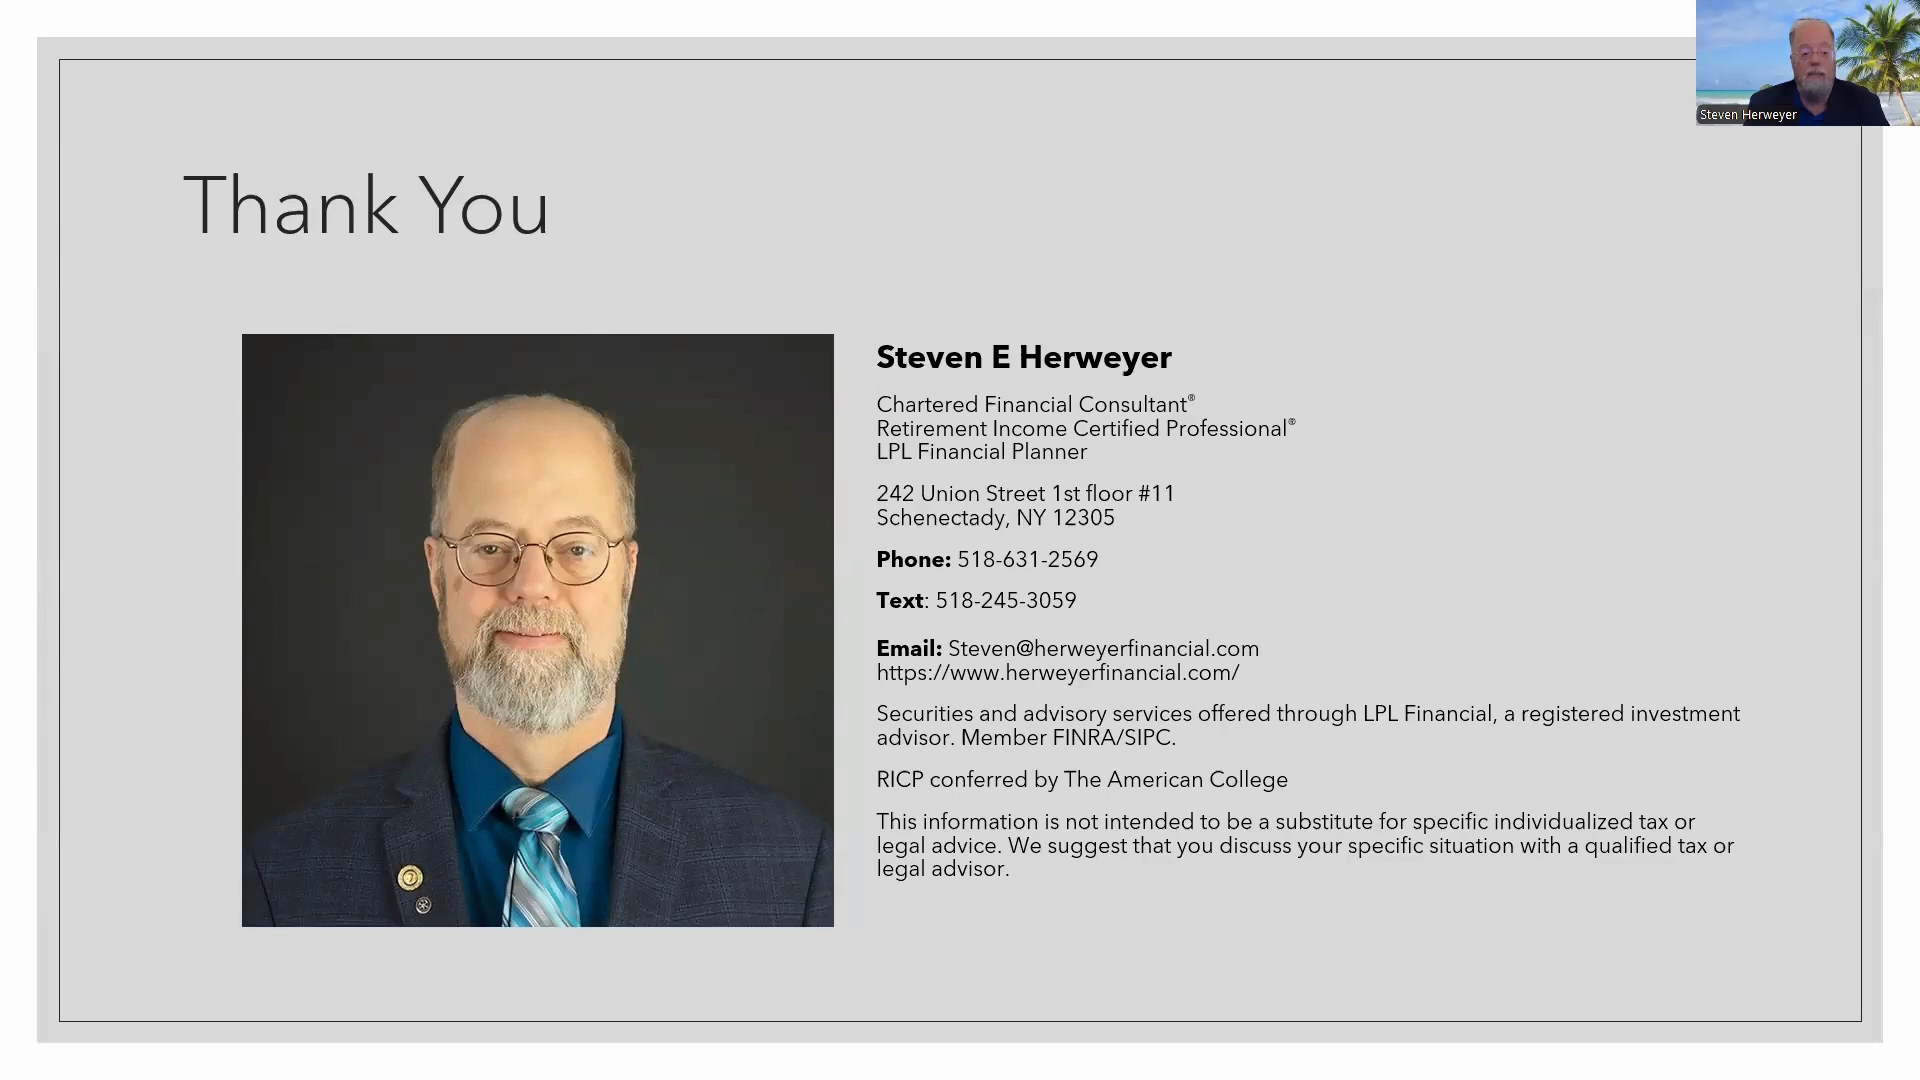 Steven Herweyer
Thank You
Steven E Herweyer
Chartered Financial Consultant®
Retirement Income Certified Professional®
LPL Financial Planner
242 Union Street 1st floor #11
Schenectady, NY 12305
Phone: 518-631-2569
Text: 518-245-3059
Email: Steven@herweyerfinancial.com
https://www.herweyerfinancial.com/
Securities and advisory services offered through LPL Financial, a registered investment
advisor. Member FINRA/SIPC.
RICP conferred by The American College
This information is not intended to be a substitute for specific individualized tax or
legal advice. We suggest that you discuss your specific situation with a qualified tax or
legal advisor.